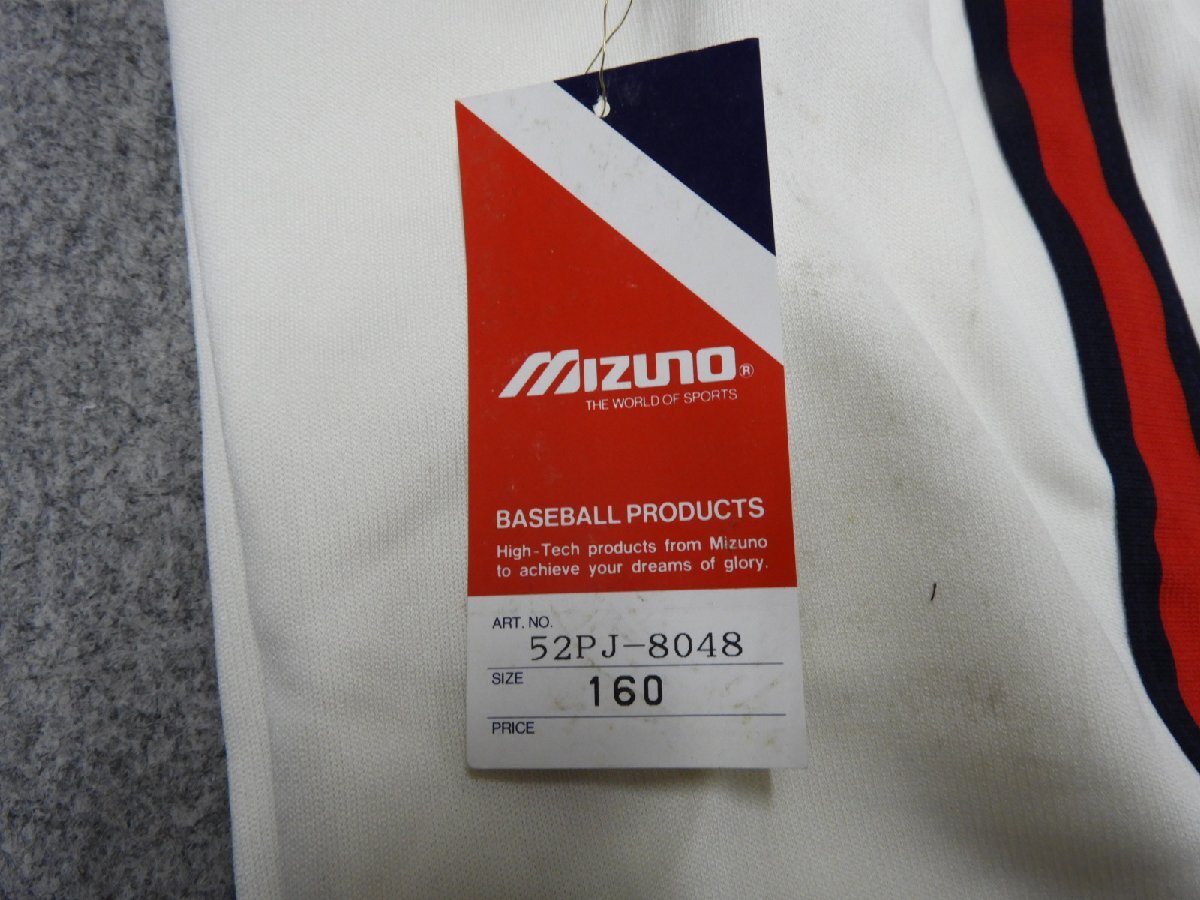 MIZUNO®
THE WORLD OF SPORTS
BASEBALL PRODUCTS
High-Tech products from Mizuno
to achieve your dreams of glory.
ART. NO.
52PJ-8048
SIZE
160
PRICE